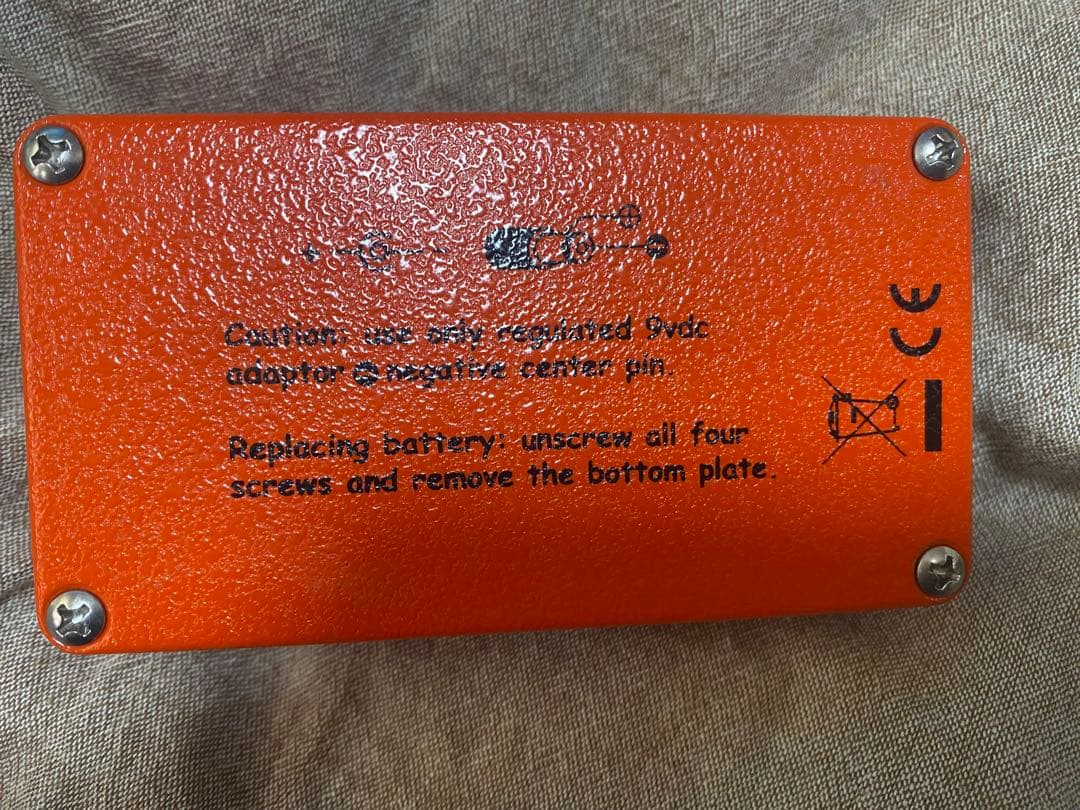 Caution: use only regulated 9vdc
adaptor ⊖ negative center pin.
Replacing battery: unscrew all four
screws and remove the bottom plate.
CE